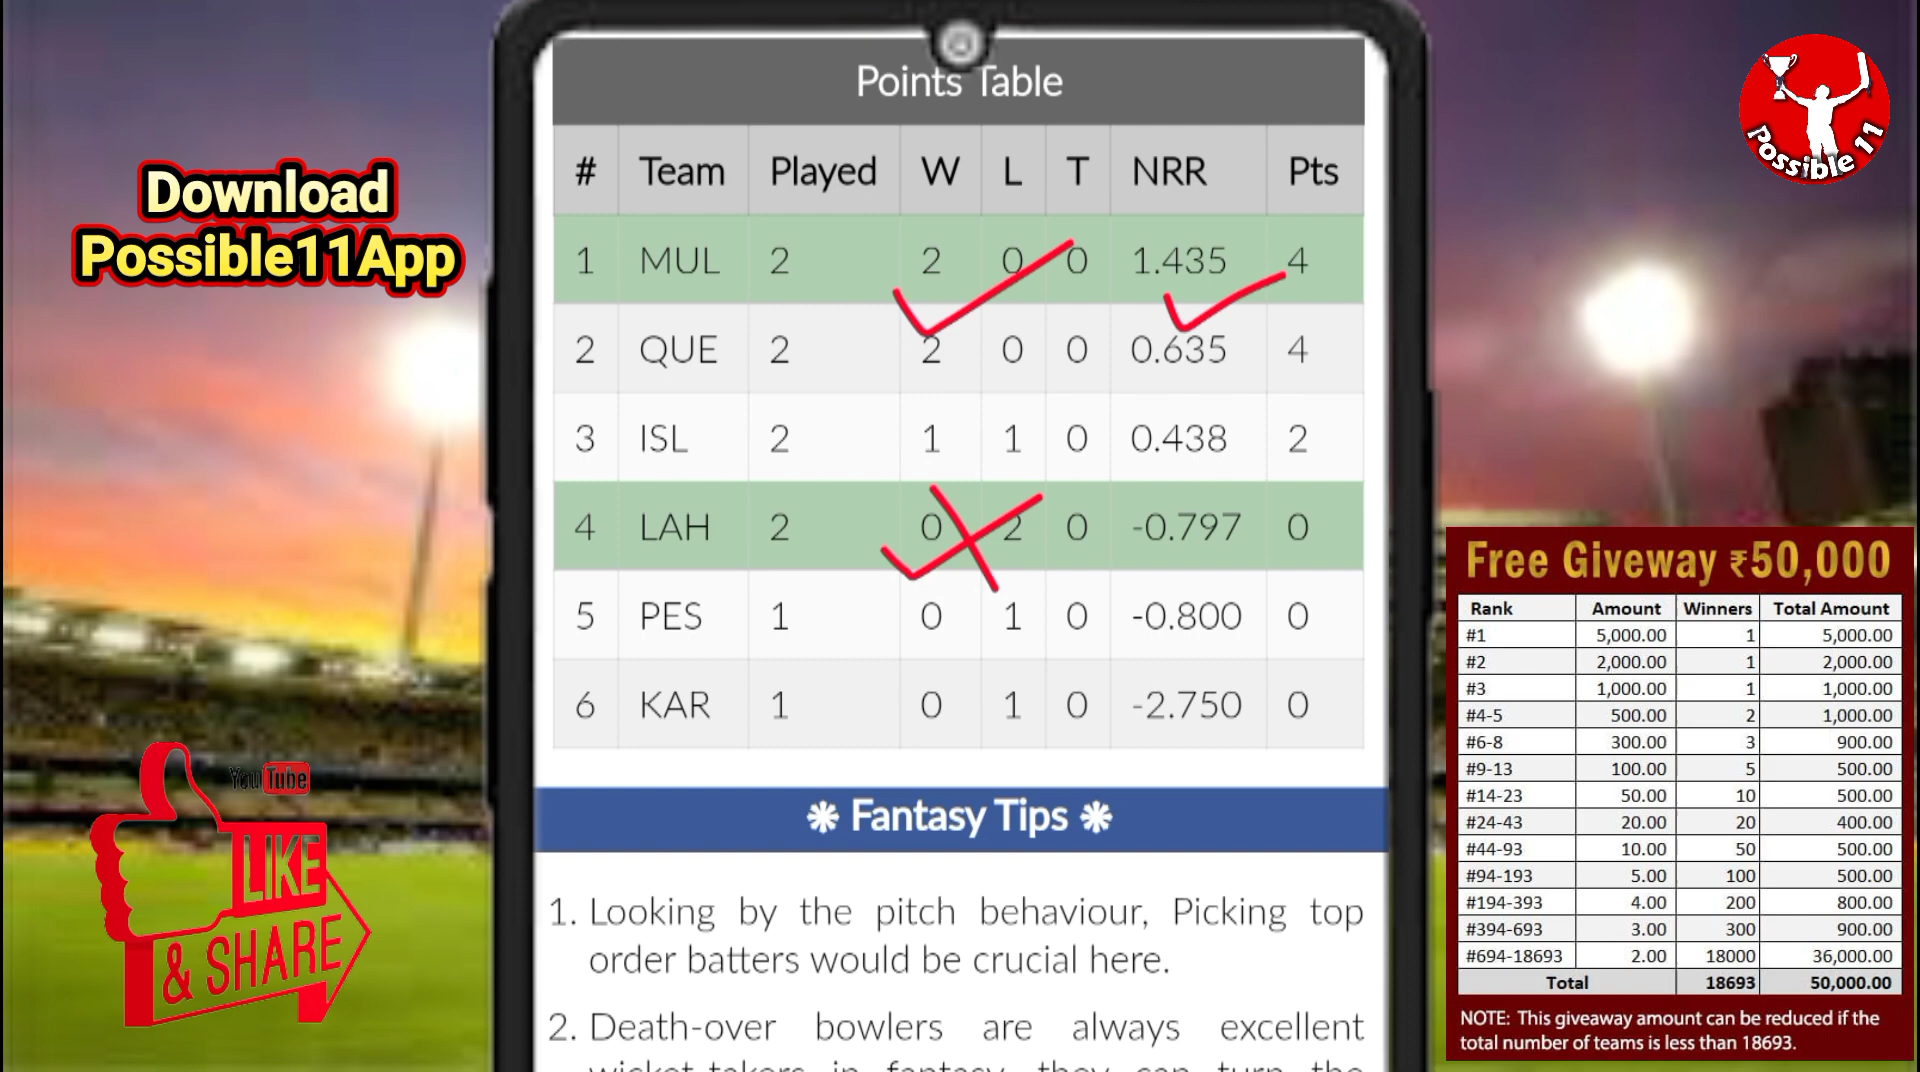 Points Table
# Team Played W L T NRR Pts
1 MUL 2 2 0 0 1.435 4
2 QUE 2 2 0 0 0.635 4
3 ISL 2 1 1 0 0.438 2
4 LAH 2 0 2 0 -0.797 0
5 PES 1 0 1 0 -0.800 0
6 KAR 1 0 1 0 -2.750 0
❋ Fantasy Tips ❋
1. Looking by the pitch behaviour, Picking top
order batters would be crucial here.
2. Death-over bowlers are always excellent
wicket-takers in fantasy, they can turn the
Download
Possible11App
YouTube
LIKE
& SHARE
Possible 11
Free Giveway ₹50,000
Rank Amount Winners Total Amount
#1 5,000.00 1 5,000.00
#2 2,000.00 1 2,000.00
#3 1,000.00 1 1,000.00
#4-5 500.00 2 1,000.00
#6-8 300.00 3 900.00
#9-13 100.00 5 500.00
#14-23 50.00 10 500.00
#24-43 20.00 20 400.00
#44-93 10.00 50 500.00
#94-193 5.00 100 500.00
#194-393 4.00 200 800.00
#394-693 3.00 300 900.00
#694-18693 2.00 18000 36,000.00
Total 18693 50,000.00
NOTE: This giveaway amount can be reduced if the
total number of teams is less than 18693.